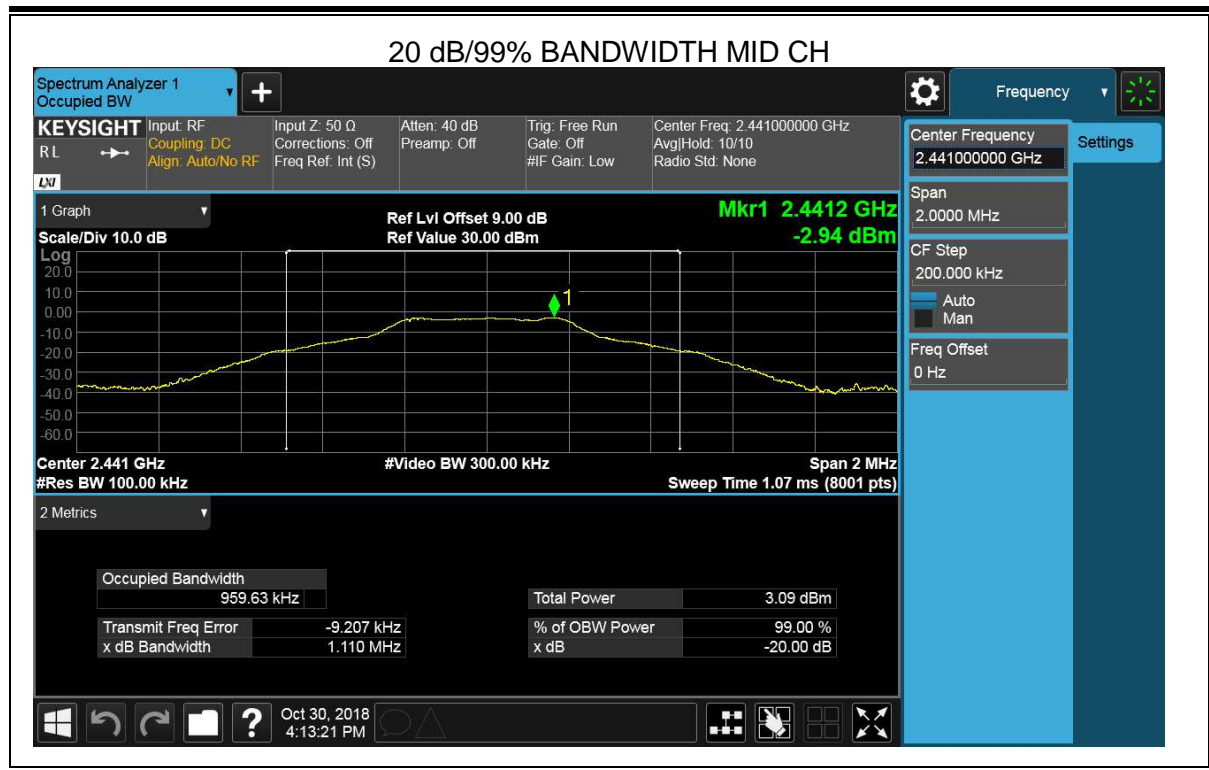 20 dB/99% BANDWIDTH MID CH
Spectrum Analyzer 1
Occupied BW
Frequency
KEYSIGHT
R L
LXI
Input: RF
Coupling: DC
Align: Auto/No RF
Input Z: 50 Ω
Corrections: Off
Freq Ref: Int (S)
Atten: 40 dB
Preamp: Off
Trig: Free Run
Gate: Off
#IF Gain: Low
Center Freq: 2.441000000 GHz
Avg|Hold: 10/10
Radio Std: None
Center Frequency
2.441000000 GHz
Settings
Span
2.0000 MHz
CF Step
200.000 kHz
Auto
Man
Freq Offset
0 Hz
1 Graph
Scale/Div 10.0 dB
Ref Lvl Offset 9.00 dB
Ref Value 30.00 dBm
Mkr1 2.4412 GHz
-2.94 dBm
Log
20.0
10.0
0.00
-10.0
-20.0
-30.0
-40.0
-50.0
-60.0
1
Center 2.441 GHz
#Res BW 100.00 kHz
#Video BW 300.00 kHz
Span 2 MHz
Sweep Time 1.07 ms (8001 pts)
2 Metrics
Occupied Bandwidth
959.63 kHz
Total Power 3.09 dBm
Transmit Freq Error -9.207 kHz
% of OBW Power 99.00 %
x dB Bandwidth 1.110 MHz
x dB -20.00 dB
?
Oct 30, 2018
4:13:21 PM